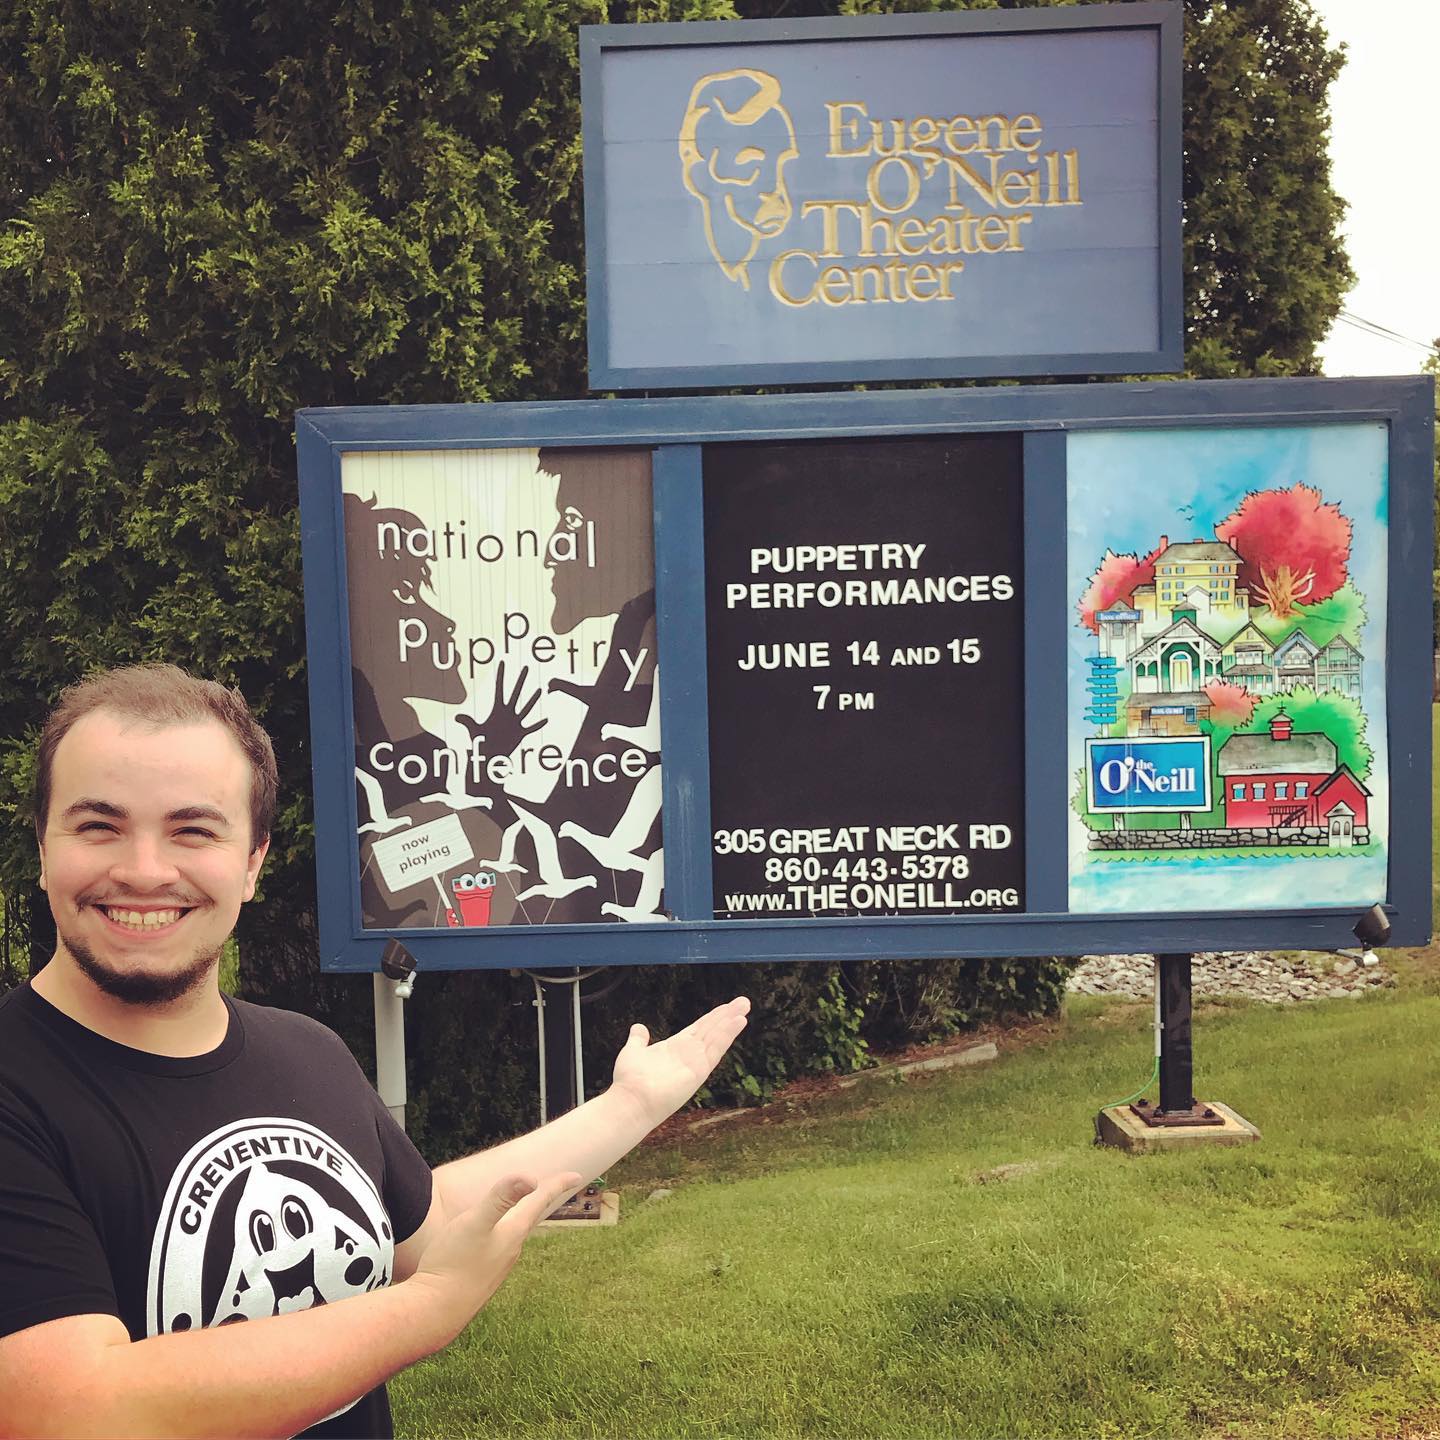 Eugene
O'Neill
Theater
Center
national
puppetry
conference
now
playing
PUPPETRY
PERFORMANCES
JUNE 14 AND 15
7 PM
305 GREAT NECK RD
860-443-5378
WWW.THEONEILL.ORG
the
O'Neill
CREVENTIVE